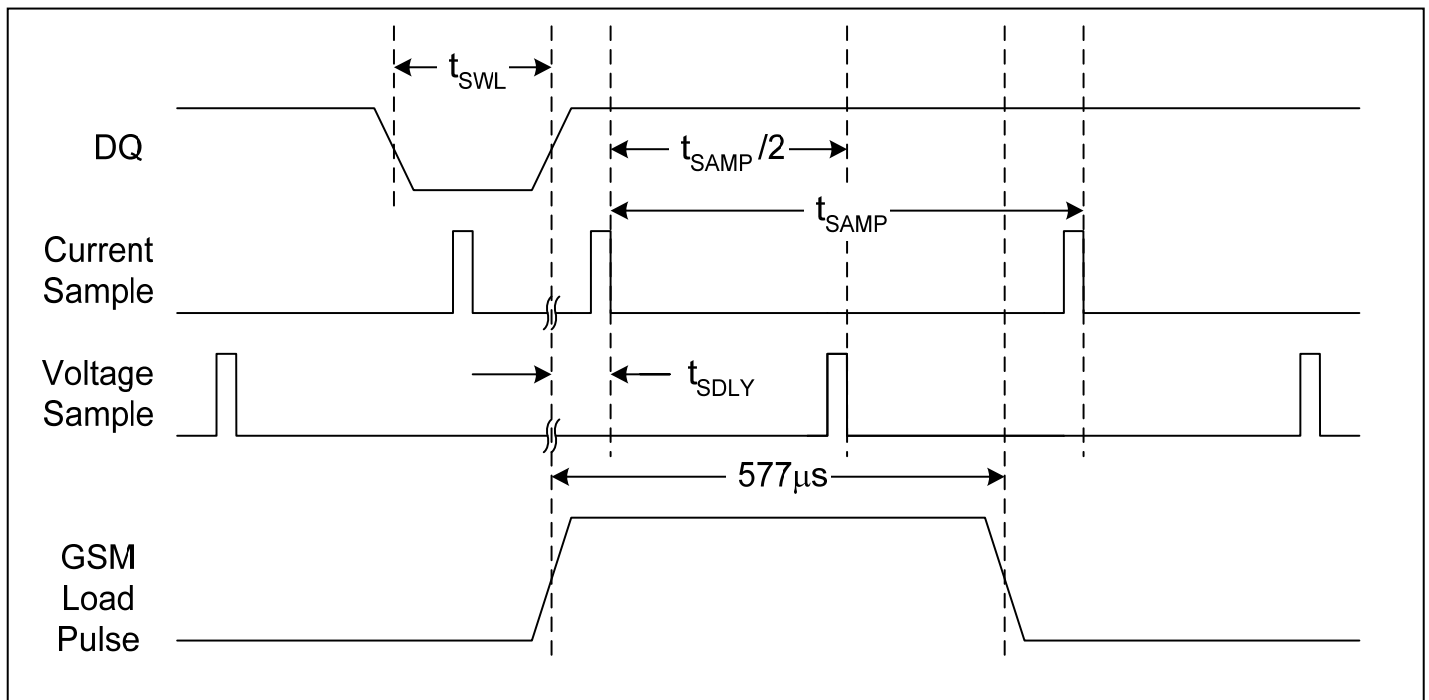 tSWL
DQ
tSAMP/2
tSAMP
Current
Sample
Voltage
Sample
tSDLY
577μs
GSM
Load
Pulse